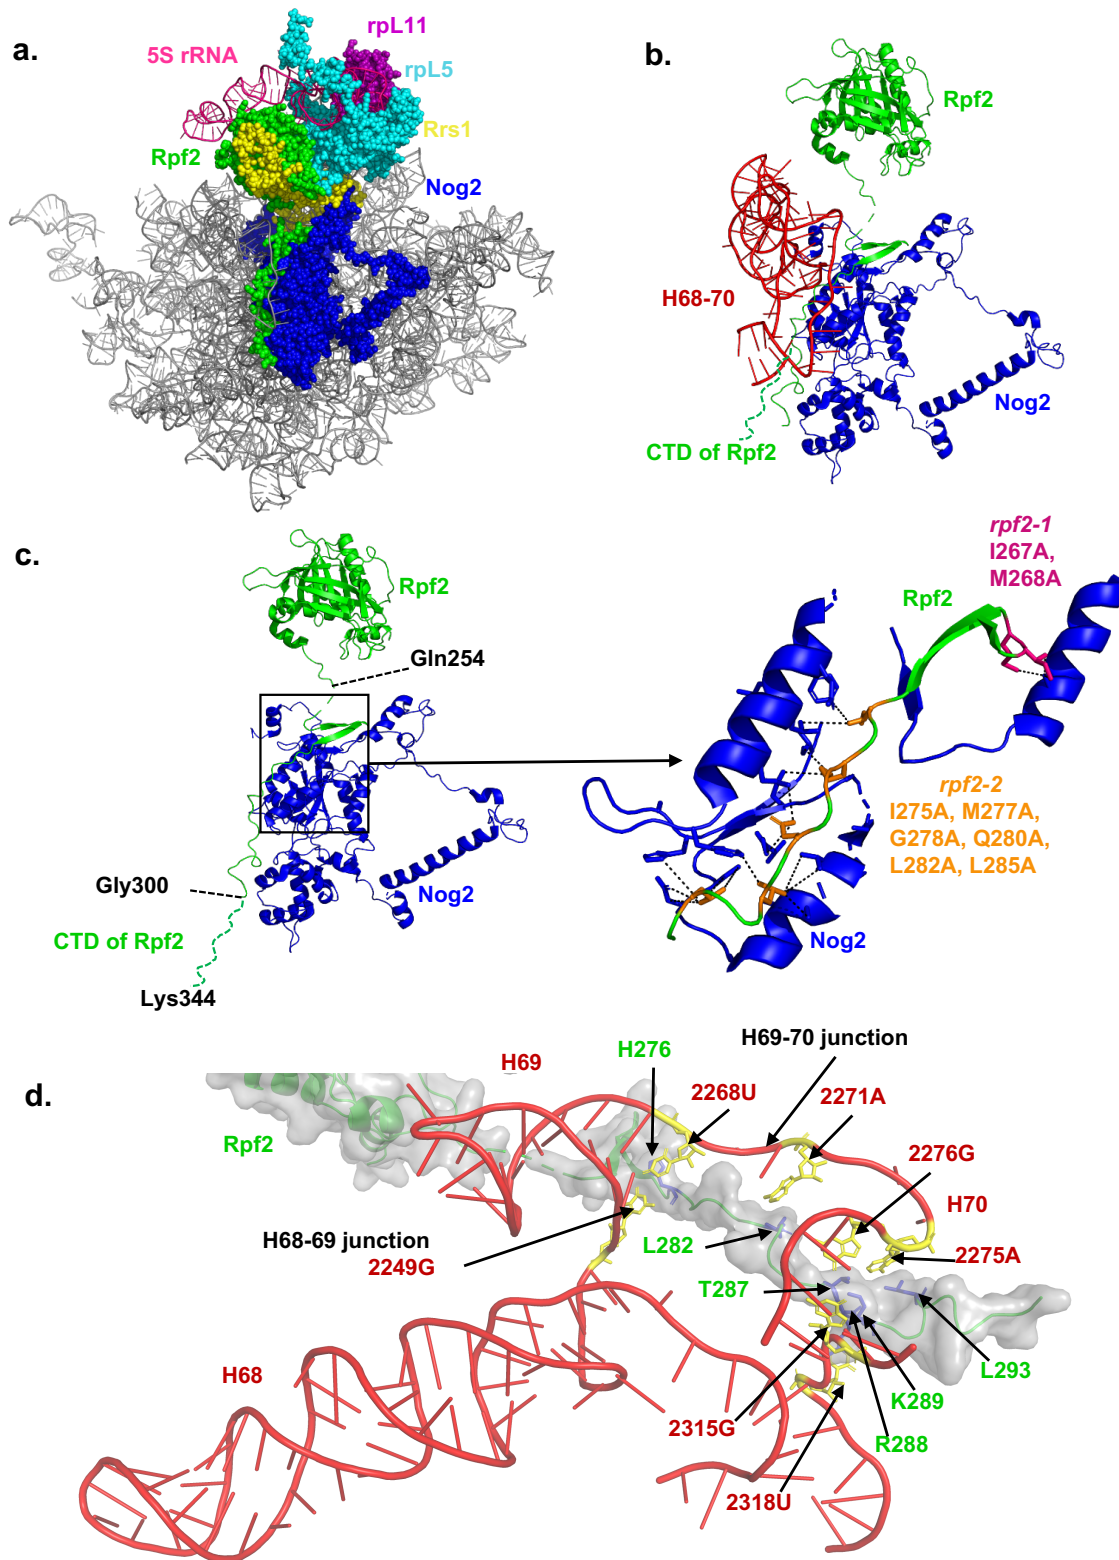 a.
rpL11
5S rRNA
rpL5
Rrs1
Rpf2
Nog2
b.
Rpf2
H68-70
Nog2
CTD of Rpf2
c.
Rpf2
Gln254
Gly300
Nog2
CTD of Rpf2
Lys344
rpf2-1
I267A,
M268A
Rpf2
rpf2-2
I275A, M277A,
G278A, Q280A,
L282A, L285A
Nog2
d.
H69-70 junction
H276
H69
2268U
2271A
Rpf2
2276G
H70
H68-69 junction
2249G
L282
2275A
T287
L293
H68
K289
2315G
R288
2318U